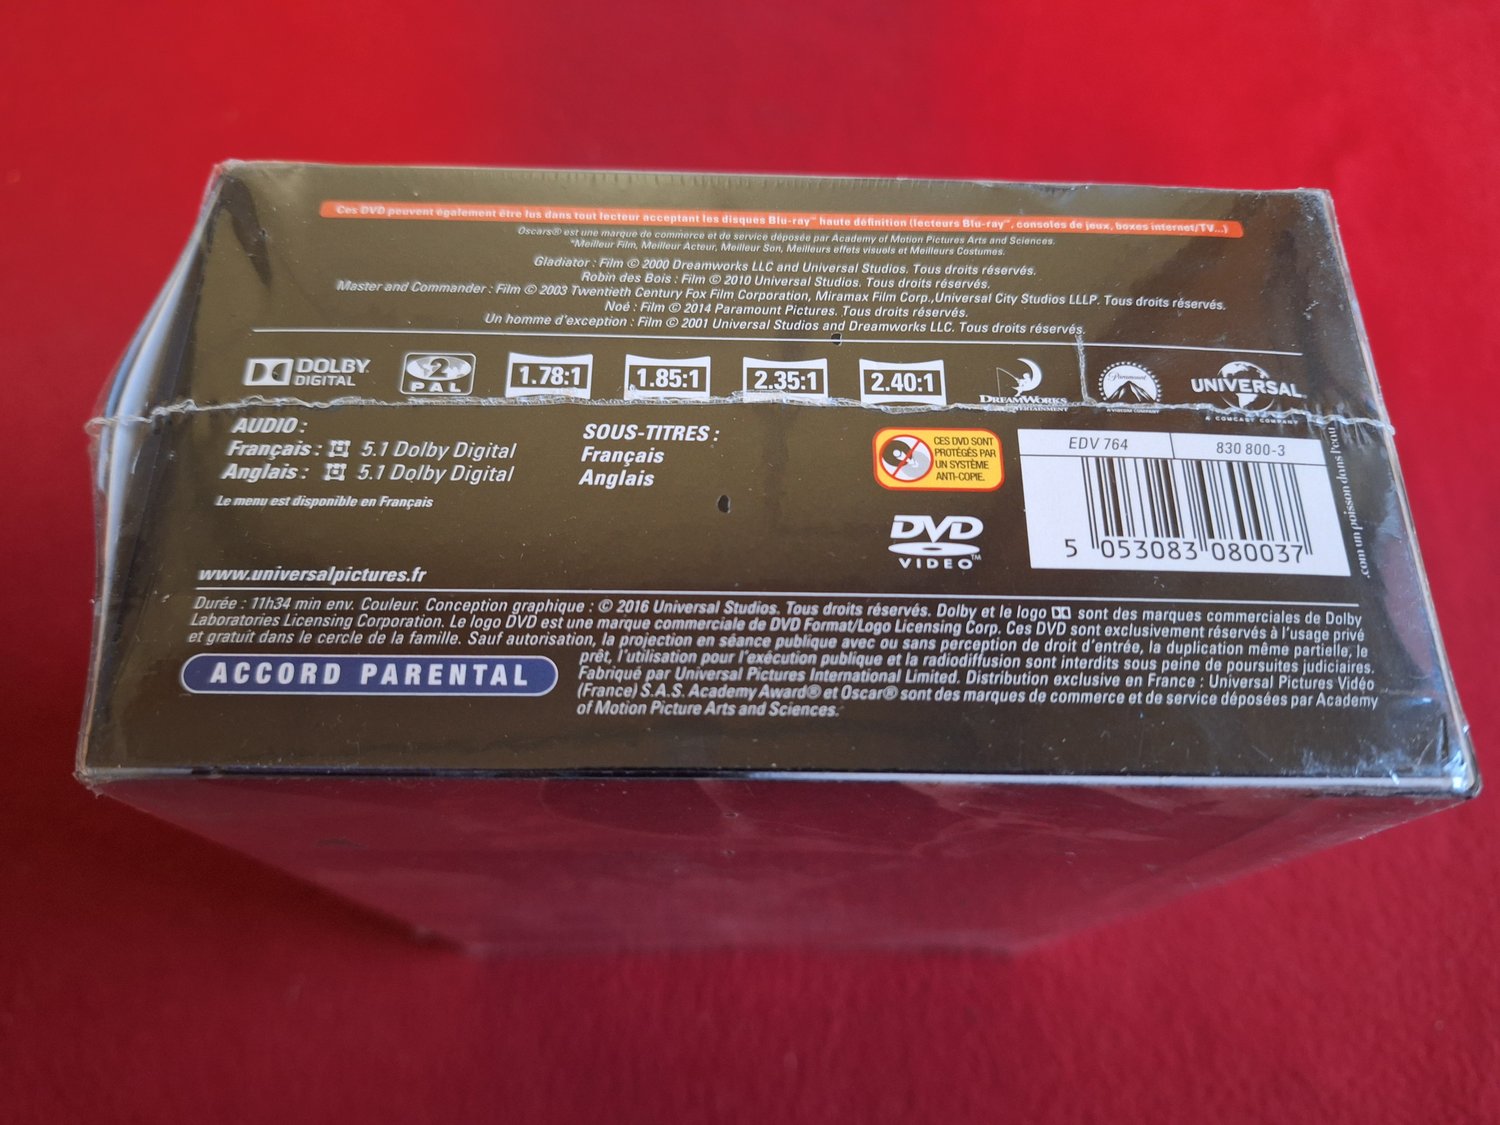 Ces DVD peuvent également être lus dans tout lecteur acceptant les disques Blu-ray™ haute définition (lecteurs Blu-ray™, consoles de jeux, boxes internet/TV...)
Oscars® est une marque de commerce et de service déposée par Academy of Motion Pictures Arts and Sciences.
*Meilleur Film, Meilleur Acteur, Meilleur Son, Meilleurs effets visuels et Meilleurs Costumes.
Gladiator : Film © 2000 Dreamworks LLC and Universal Studios. Tous droits réservés.
Robin des Bois : Film © 2010 Universal Studios. Tous droits réservés.
Master and Commander : Film © 2003 Twentieth Century Fox Film Corporation, Miramax Film Corp.,Universal City Studios LLLP. Tous droits réservés.
Noé : Film © 2014 Paramount Pictures. Tous droits réservés.
Un homme d'exception : Film © 2001 Universal Studios and Dreamworks LLC. Tous droits réservés.
DOLBY
DIGITAL
2
PAL
1.78:1
1.85:1
2.35:1
2.40:1
DREAMWORKS
Paramount
A VIACOM COMPANY
UNIVERSAL
A COMCAST COMPANY
AUDIO :
Français : 5.1 Dolby Digital
Anglais : 5.1 Dolby Digital
Le menu est disponible en Français
SOUS-TITRES :
Français
Anglais
CES DVD SONT
PROTÉGÉS PAR
UN SYSTÈME
ANTI-COPIE.
DVD
VIDEO™
EDV 764
830 800-3
5 053083 080037
.com un poisson dans l'eau
www.universalpictures.fr
Durée : 11h34 min env. Couleur. Conception graphique : © 2016 Universal Studios. Tous droits réservés. Dolby et le logo sont des marques commerciales de Dolby
Laboratories Licensing Corporation. Le logo DVD est une marque commerciale de DVD Format/Logo Licensing Corp. Ces DVD sont exclusivement réservés à l'usage privé
et gratuit dans le cercle de la famille. Sauf autorisation, la projection en séance publique avec ou sans perception de droit d'entrée, la duplication même partielle, le
prêt, l'utilisation pour l'exécution publique et la radiodiffusion sont interdits sous peine de poursuites judiciaires.
Fabriqué par Universal Pictures International Limited. Distribution exclusive en France : Universal Pictures Vidéo
(France) S.A.S. Academy Award® et Oscar® sont des marques de commerce et de service déposées par Academy
of Motion Picture Arts and Sciences.
ACCORD PARENTAL